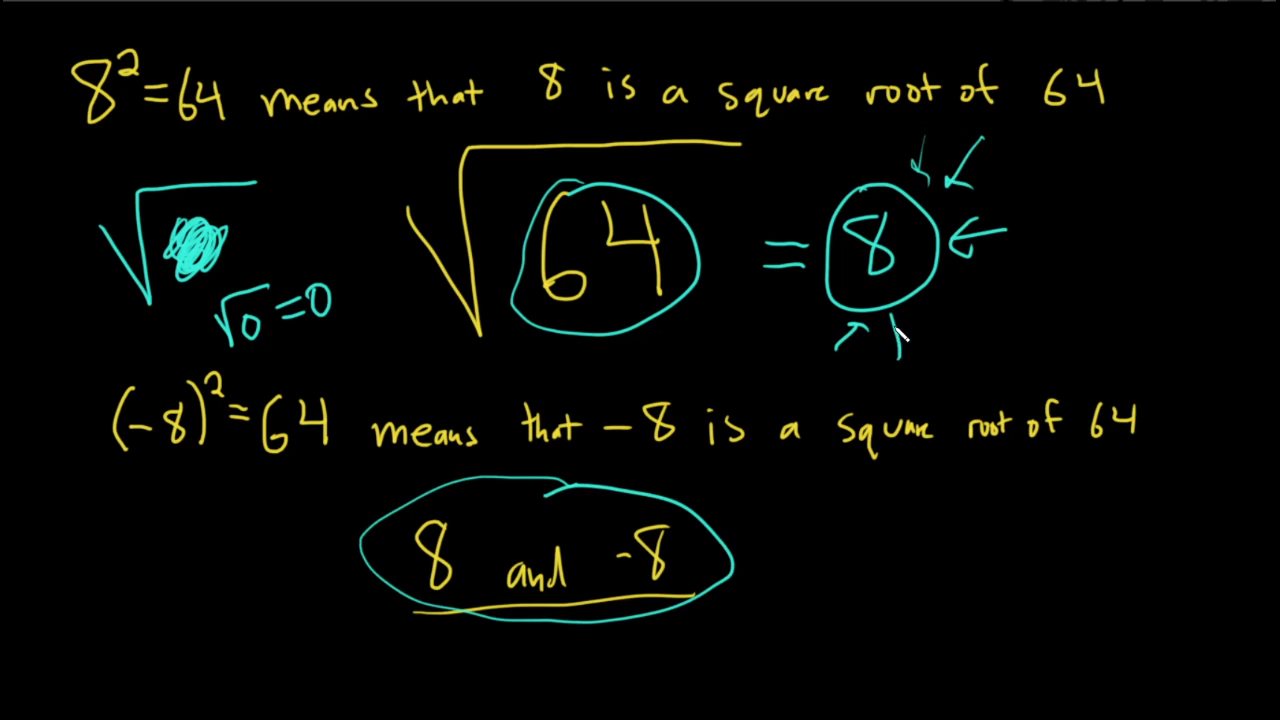 8² = 64 means that 8 is a square root of 64
√64 = 8
√0 = 0
(-8)² = 64 means that -8 is a square root of 64
8 and -8